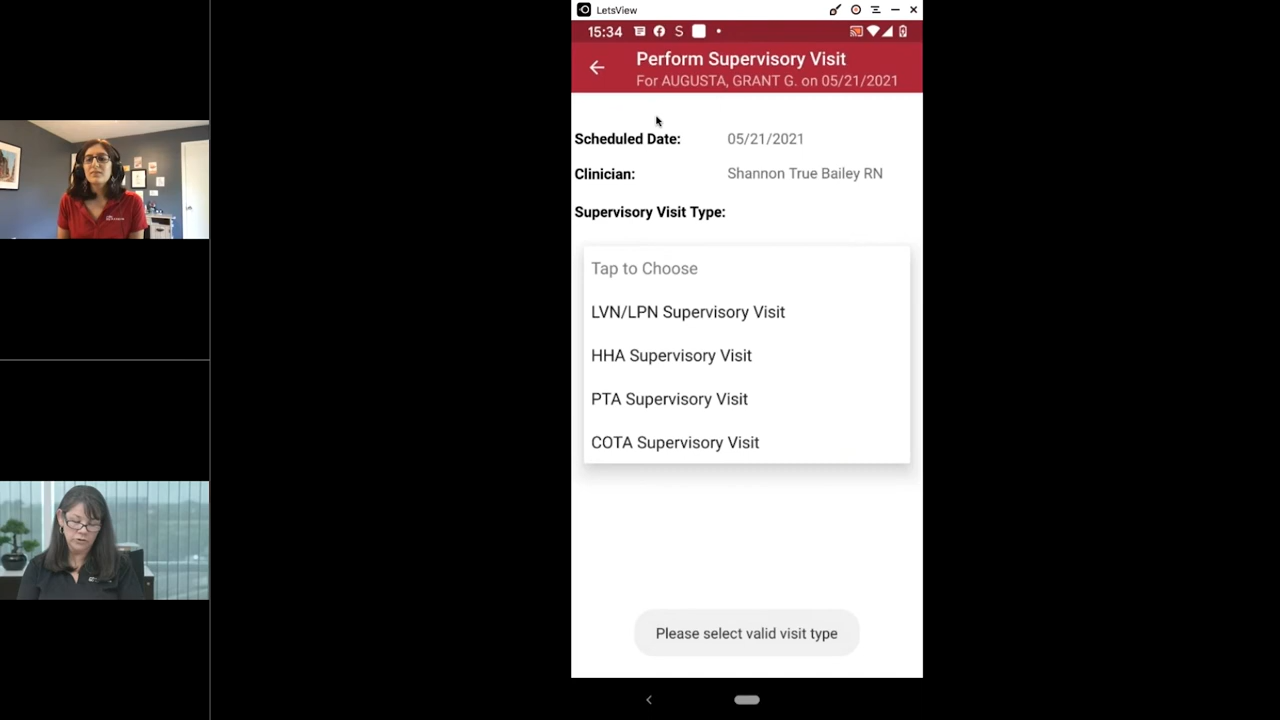 LetsView
15:34
Perform Supervisory Visit
For AUGUSTA, GRANT G. on 05/21/2021
Scheduled Date: 05/21/2021
Clinician: Shannon True Bailey RN
Supervisory Visit Type:
Tap to Choose
LVN/LPN Supervisory Visit
HHA Supervisory Visit
PTA Supervisory Visit
COTA Supervisory Visit
Please select valid visit type